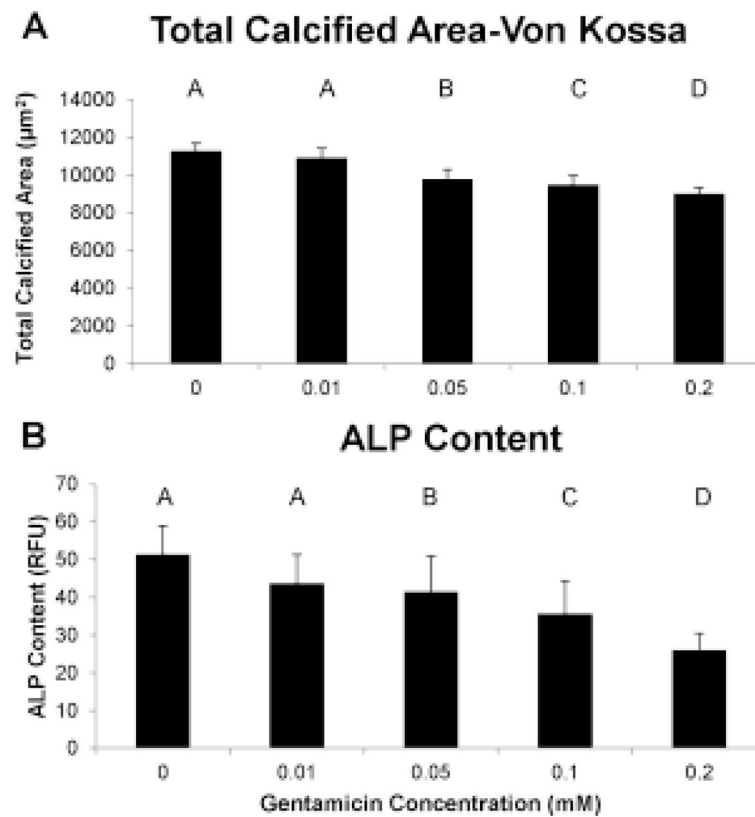 A Total Calcified Area-Von Kossa
A A B C D
Total Calcified Area (µm²)
14000
12000
10000
8000
6000
4000
2000
0
0 0.01 0.05 0.1 0.2
B ALP Content
A A B C D
ALP Content (RFU)
70
60
50
40
30
20
10
0
0 0.01 0.05 0.1 0.2
Gentamicin Concentration (mM)